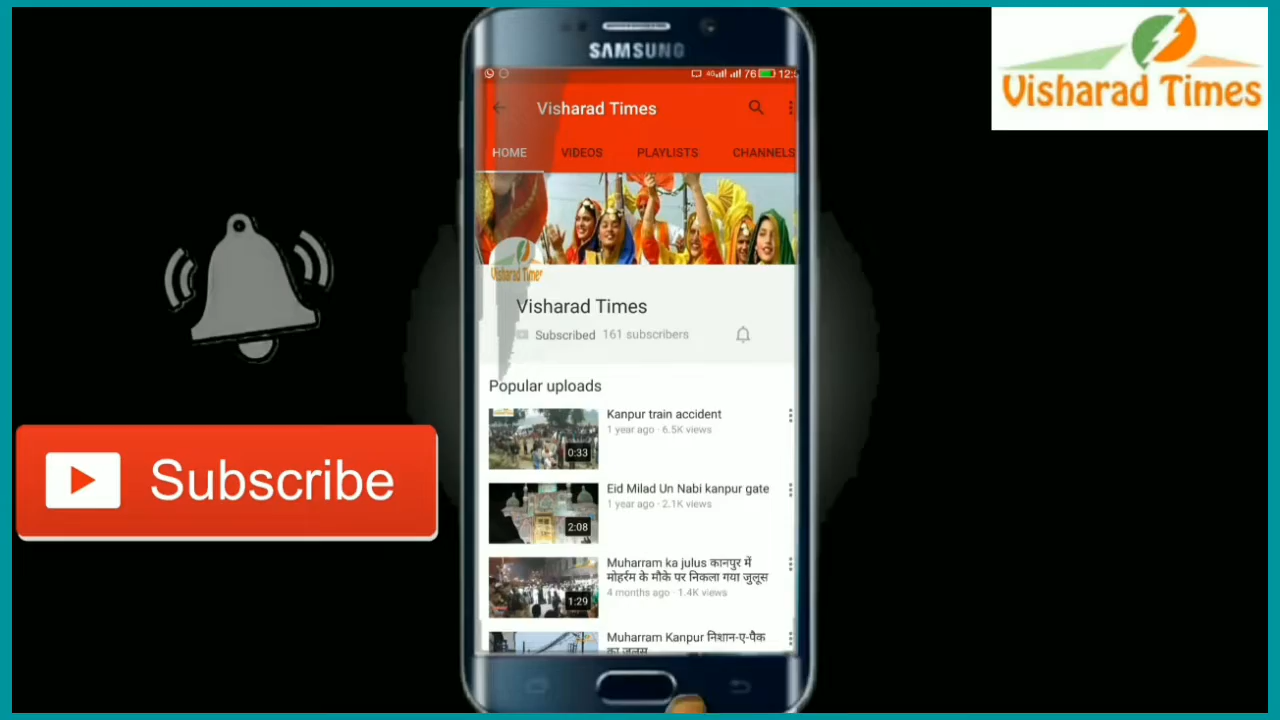 SAMSUNG
76 12:5
Visharad Times
HOME VIDEOS PLAYLISTS CHANNELS
Visharad Times
Visharad Times
Subscribed 161 subscribers
Popular uploads
Kanpur train accident
1 year ago · 6.5K views
0:33
Eid Milad Un Nabi kanpur gate
1 year ago · 2.1K views
2:08
Muharram ka julus कानपुर में
मोहर्रम के मौके पर निकला गया जुलूस
4 months ago · 1.4K views
1:29
Muharram Kanpur निशान-ए-पैक
का जुलूस
Subscribe
Visharad Times